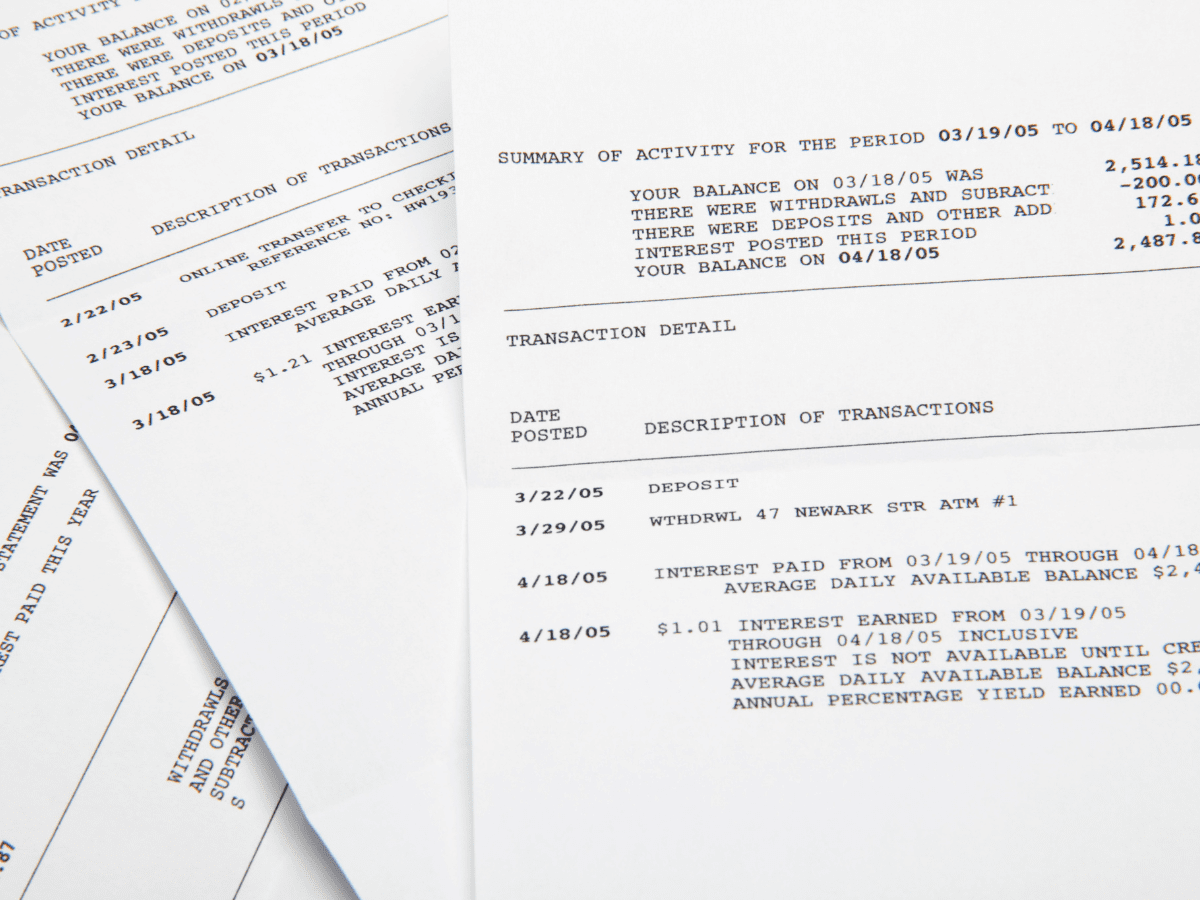 OF ACTIVITY
YOUR BALANCE ON 02
THERE WERE WITHDRAWLS
THERE WERE DEPOSITS AND
INTEREST POSTED THIS PERIOD
YOUR BALANCE ON 03/18/05
TRANSACTION DETAIL
DATE
POSTED
DESCRIPTION OF TRANSACTIONS
2/22/05 ONLINE TRANSFER TO
REFERENCE NO: HW193
2/23/05 DEPOSIT
3/18/05 INTEREST PAID FROM 02
AVERAGE DAILY
3/18/05 $1.21 INTEREST
THROUGH
INTEREST IS
AVERAGE
ANNUAL
STATEMENT WAS
PAID THIS YEAR
WITHDRAWLS
AND OTHER
SUBTRACT
S
.87
SUMMARY OF ACTIVITY FOR THE PERIOD 03/19/05 TO 04/18/05
YOUR BALANCE ON 03/18/05 WAS 2,514.18
THERE WERE WITHDRAWLS AND SUBRACT -200.00
THERE WERE DEPOSITS AND OTHER ADD 172.6
INTEREST POSTED THIS PERIOD 1.0
YOUR BALANCE ON 04/18/05 2,487.8
TRANSACTION DETAIL
DATE
POSTED DESCRIPTION OF TRANSACTIONS
3/22/05 DEPOSIT
3/29/05 WTHDRWL 47 NEWARK STR ATM #1
4/18/05 INTEREST PAID FROM 03/19/05 THROUGH 04/18
AVERAGE DAILY AVAILABLE BALANCE $2,4
4/18/05 $1.01 INTEREST EARNED FROM 03/19/05
THROUGH 04/18/05 INCLUSIVE
INTEREST IS NOT AVAILABLE UNTIL CRE
AVERAGE DAILY AVAILABLE BALANCE $2,
ANNUAL PERCENTAGE YIELD EARNED 00.